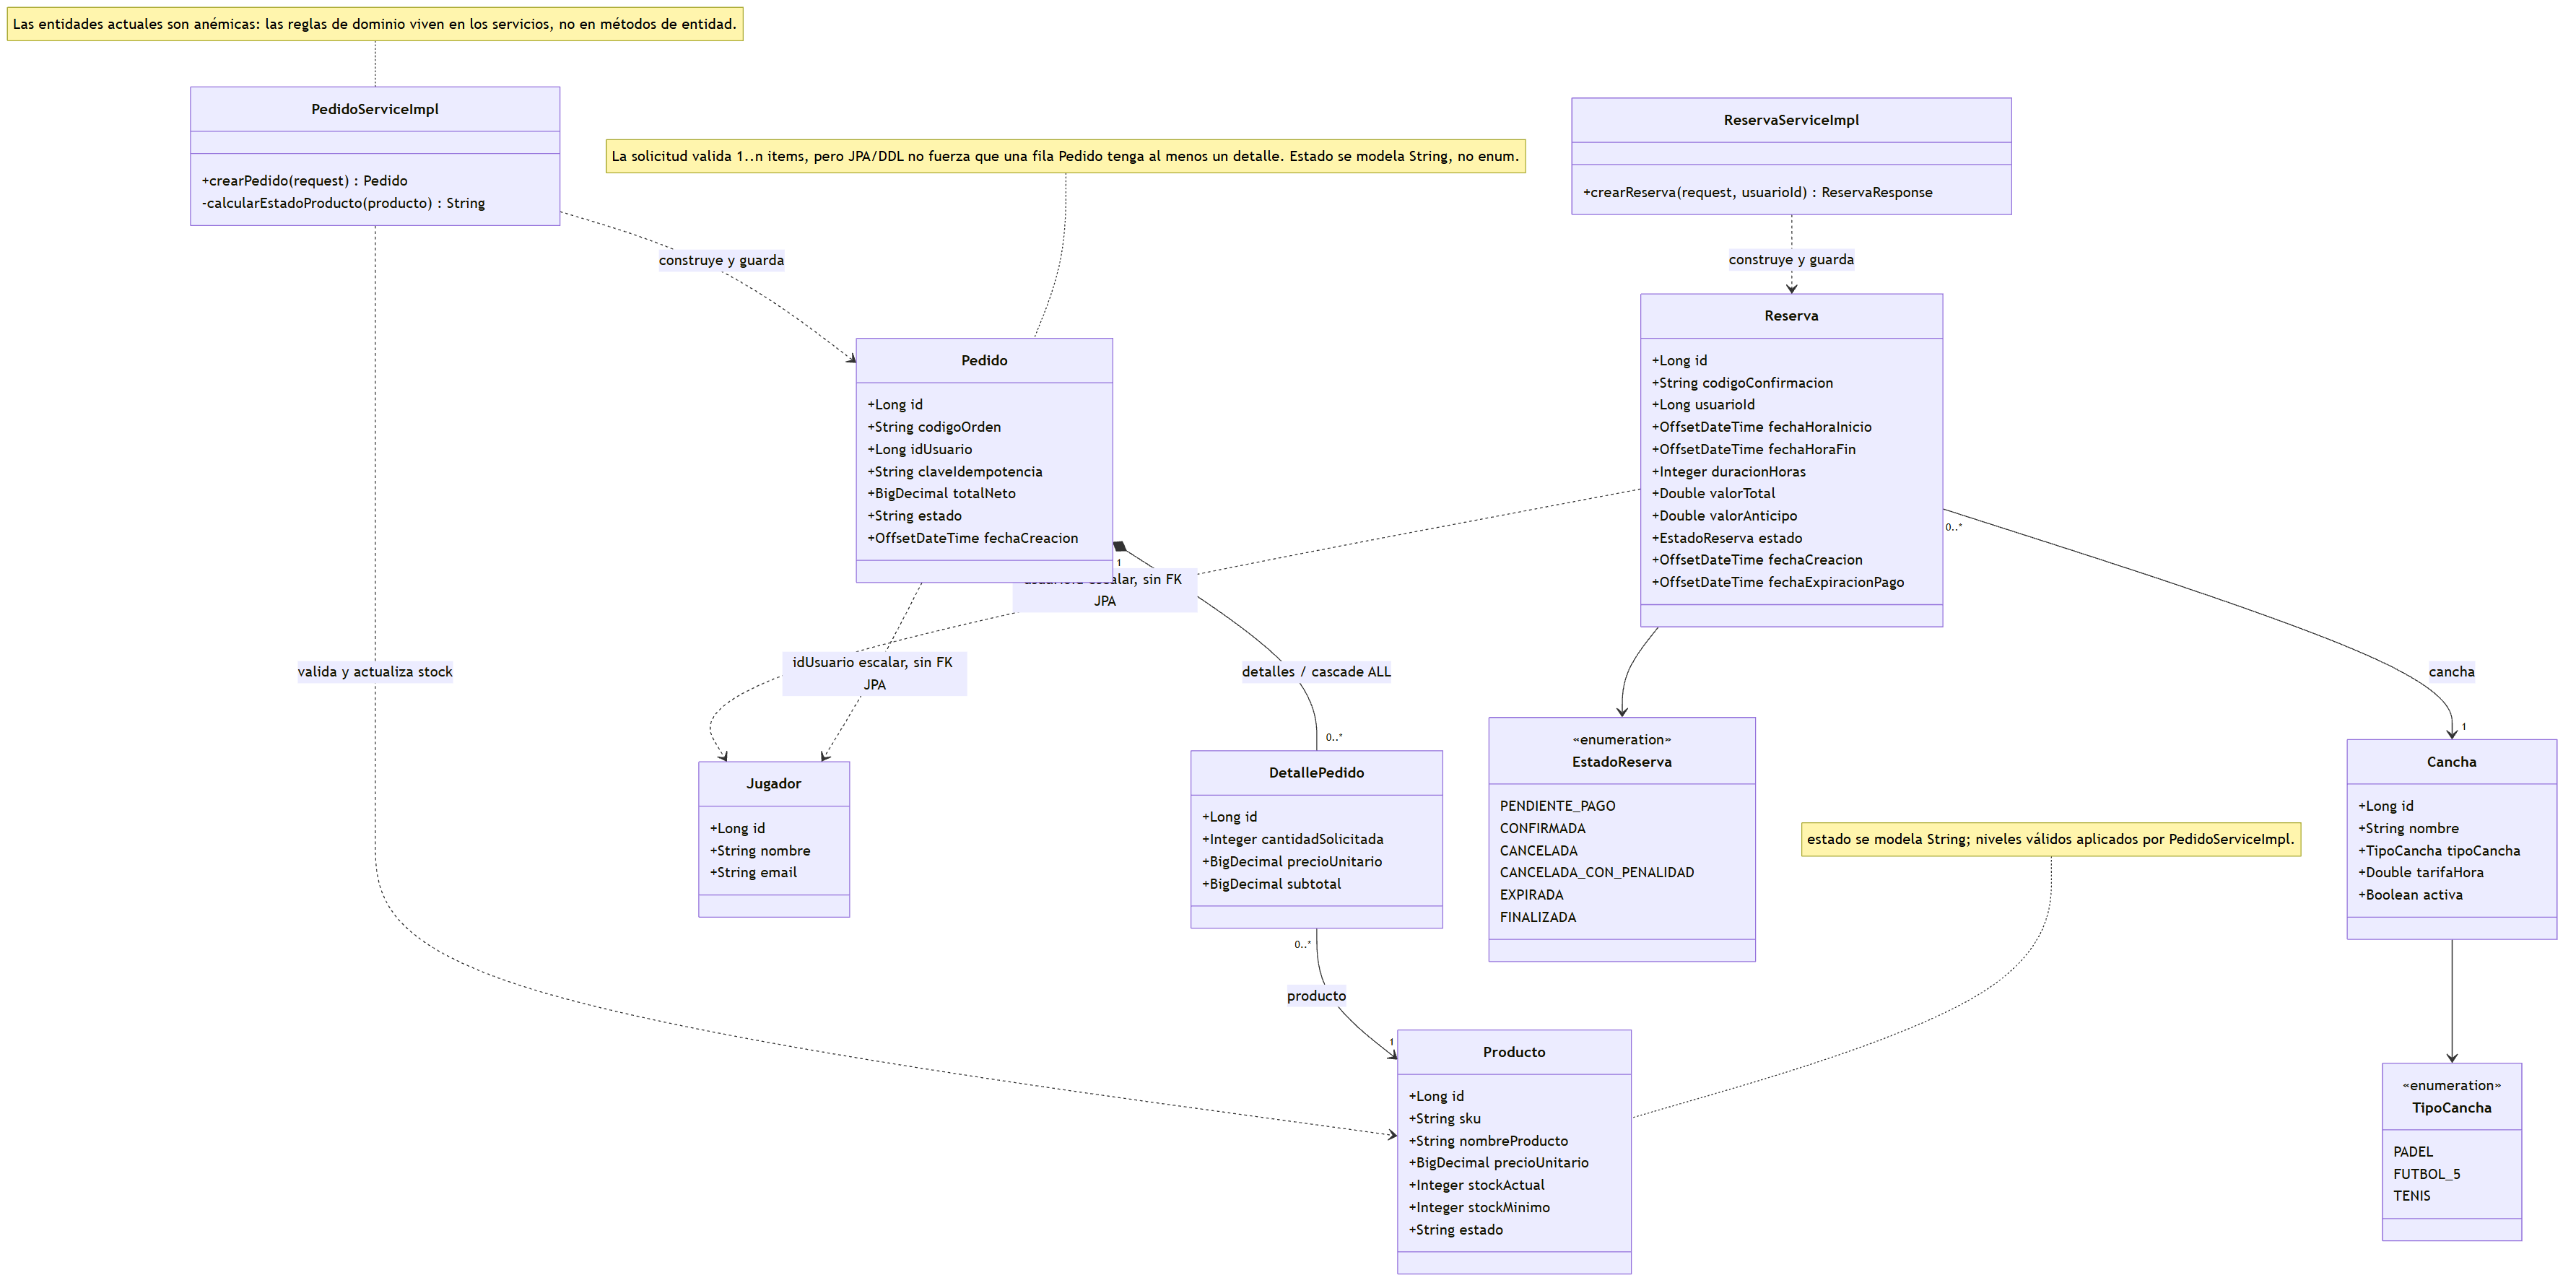 Las entidades actuales son anémicas: las reglas de dominio viven en los servicios, no en métodos de entidad.
PedidoServiceImpl
+crearPedido(request) : Pedido
-calcularEstadoProducto(producto) : String
La solicitud valida 1..n items, pero JPA/DDL no fuerza que una fila Pedido tenga al menos un detalle. Estado se modela String, no enum.
ReservaServiceImpl
+crearReserva(request, usuarioId) : ReservaResponse
construye y guarda
construye y guarda
Pedido
+Long id
+String codigoOrden
+Long idUsuario
+String claveIdempotencia
+BigDecimal totalNeto
+String estado
+OffsetDateTime fechaCreacion
Reserva
+Long id
+String codigoConfirmacion
+Long usuarioId
+OffsetDateTime fechaHoraInicio
+OffsetDateTime fechaHoraFin
+Integer duracionHoras
+Double valorTotal
+Double valorAnticipo
+EstadoReserva estado
+OffsetDateTime fechaCreacion
+OffsetDateTime fechaExpiracionPago
0..*
1
escalar, sin FK
JPA
valida y actualiza stock
idUsuario escalar, sin FK
JPA
detalles / cascade ALL
0..*
cancha
1
Jugador
+Long id
+String nombre
+String email
DetallePedido
+Long id
+Integer cantidadSolicitada
+BigDecimal precioUnitario
+BigDecimal subtotal
«enumeration»
EstadoReserva
PENDIENTE_PAGO
CONFIRMADA
CANCELADA
CANCELADA_CON_PENALIDAD
EXPIRADA
FINALIZADA
estado se modela String; niveles válidos aplicados por PedidoServiceImpl.
Cancha
+Long id
+String nombre
+TipoCancha tipoCancha
+Double tarifaHora
+Boolean activa
0..*
producto
1
Producto
+Long id
+String sku
+String nombreProducto
+BigDecimal precioUnitario
+Integer stockActual
+Integer stockMinimo
+String estado
«enumeration»
TipoCancha
PADEL
FUTBOL_5
TENIS